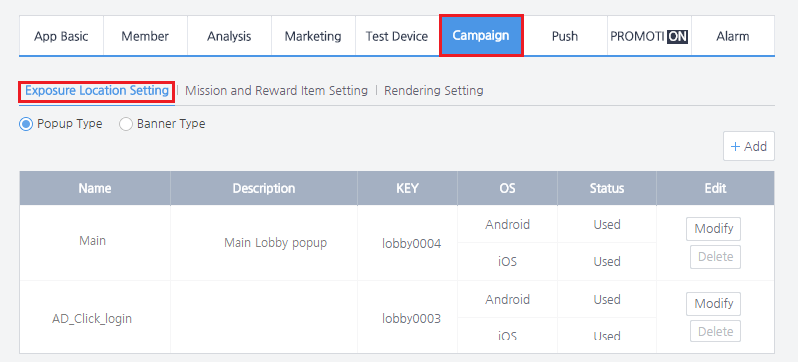 App Basic Member Analysis Marketing Test Device Campaign Push PROMOTI ON Alarm
Exposure Location Setting | Mission and Reward Item Setting | Rendering Setting
Popup Type Banner Type
+ Add
Name Description KEY OS Status Edit
Main Main Lobby popup lobby0004 Android Used Modify
iOS Used Delete
AD_Click_login lobby0003 Android Used Modify
iOS Used Delete